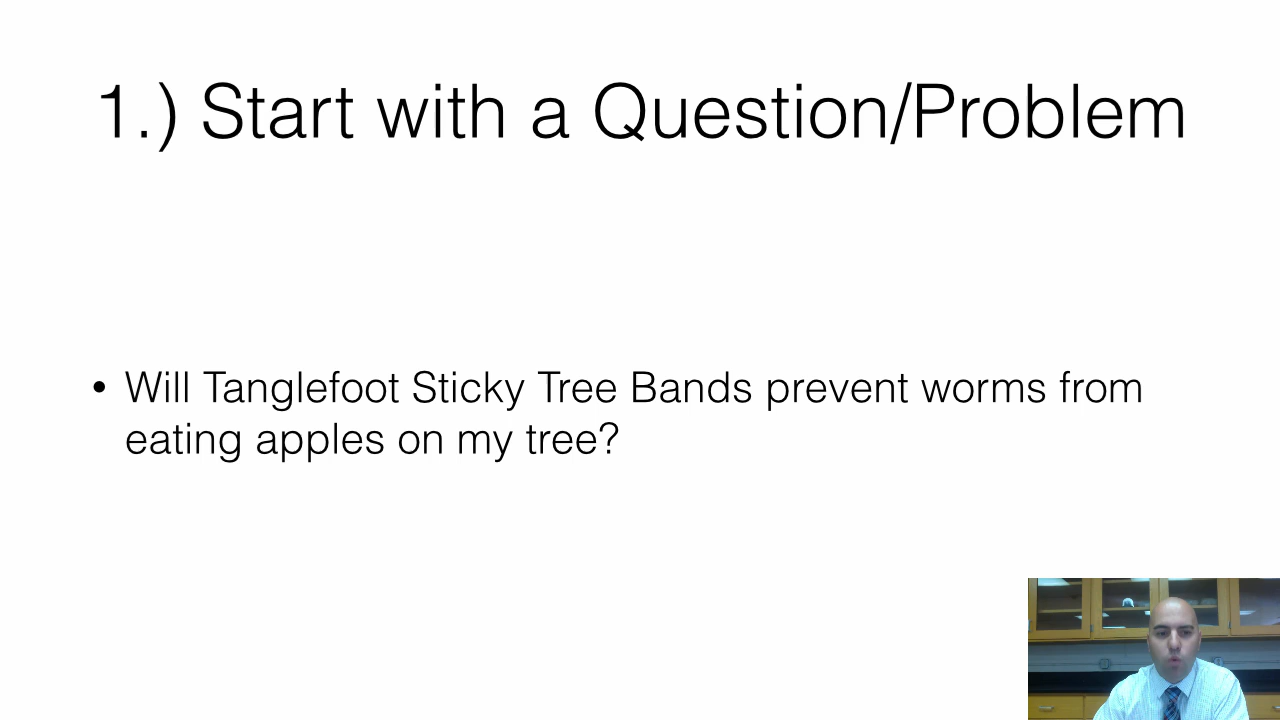 1.) Start with a Question/Problem
• Will Tanglefoot Sticky Tree Bands prevent worms from
eating apples on my tree?